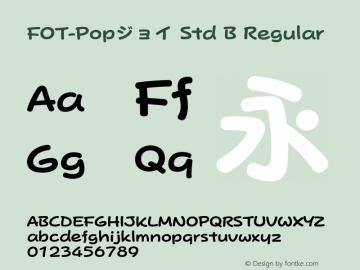 FOT-Popジョイ Std B Regular
Aa Ff 永
Gg Qq
ABCDEFGHIJKLMNOPQRSTUVWXYZ
abcdefghijklmnopqrstuvwxyz
0123456789
© Design by fontke.com